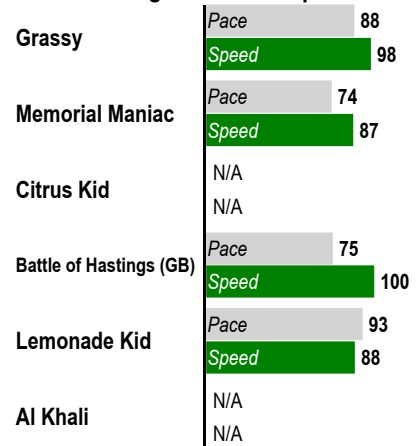 Grassy
Pace 88
Speed 98
Memorial Maniac
Pace 74
Speed 87
Citrus Kid
N/A
N/A
Battle of Hastings (GB)
Pace 75
Speed 100
Lemonade Kid
Pace 93
Speed 88
Al Khali
N/A
N/A